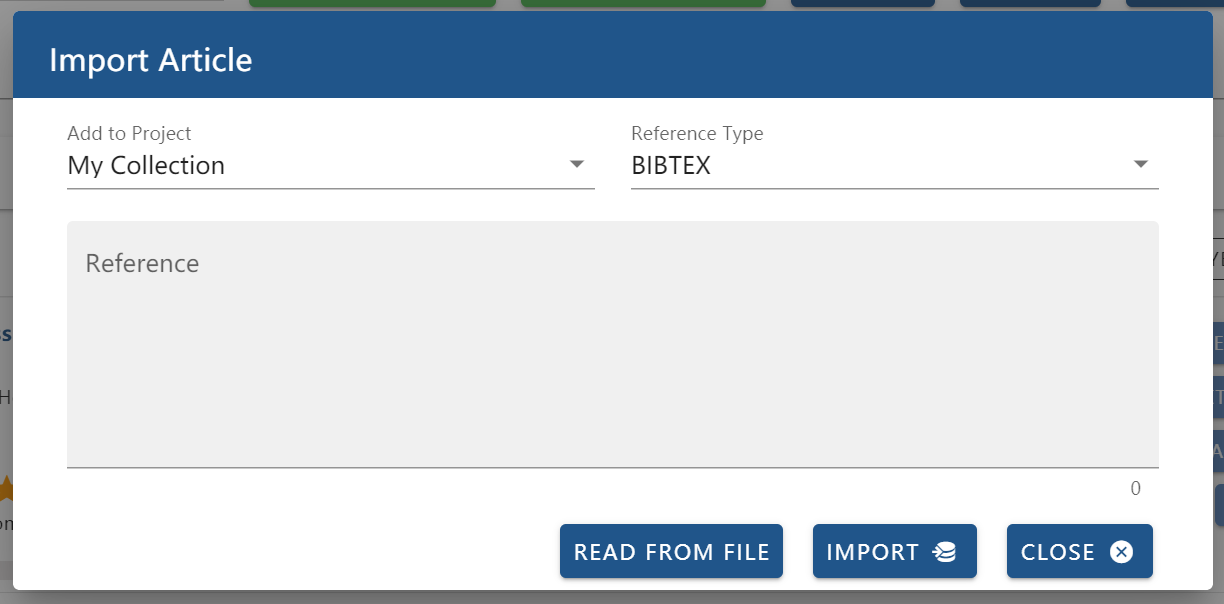 Import Article
Add to Project
Reference Type
My Collection
BIBTEX
Reference
0
READ FROM FILE
IMPORT
CLOSE